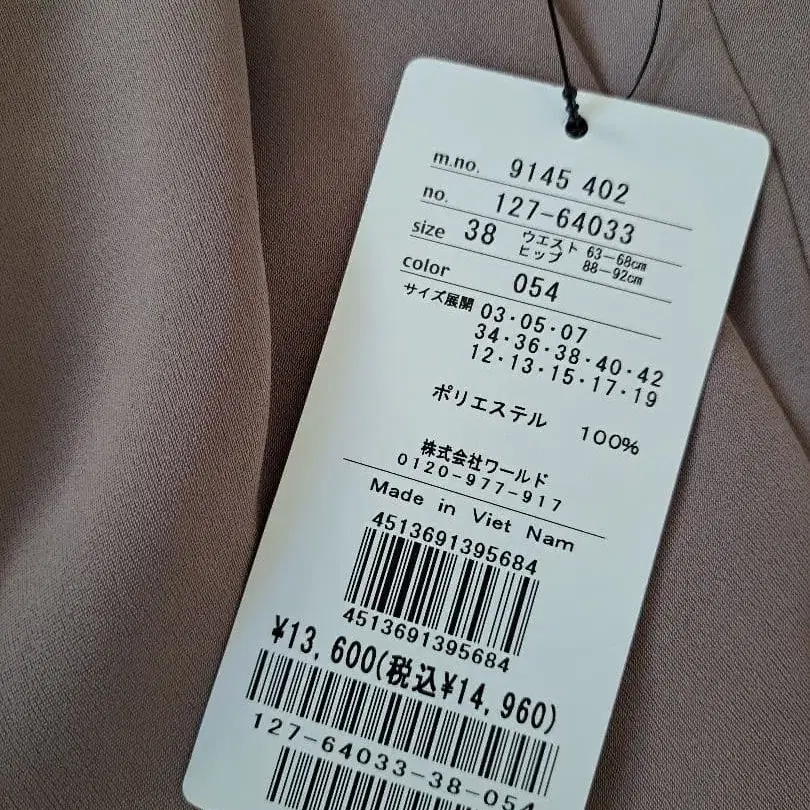 m.no. 9145 402
no. 127-64033
size 38 ウエスト 63-68㎝
ヒップ 88-92㎝
color 054
サイズ展開 03・05・07
34・36・38・40・42
12・13・15・17・19
ポリエステル 100%
株式会社ワールド
0120-977-917
Made in Viet Nam
4513691395684
4513691395684
¥13,600(税込¥14,960)
127-64033-38-054